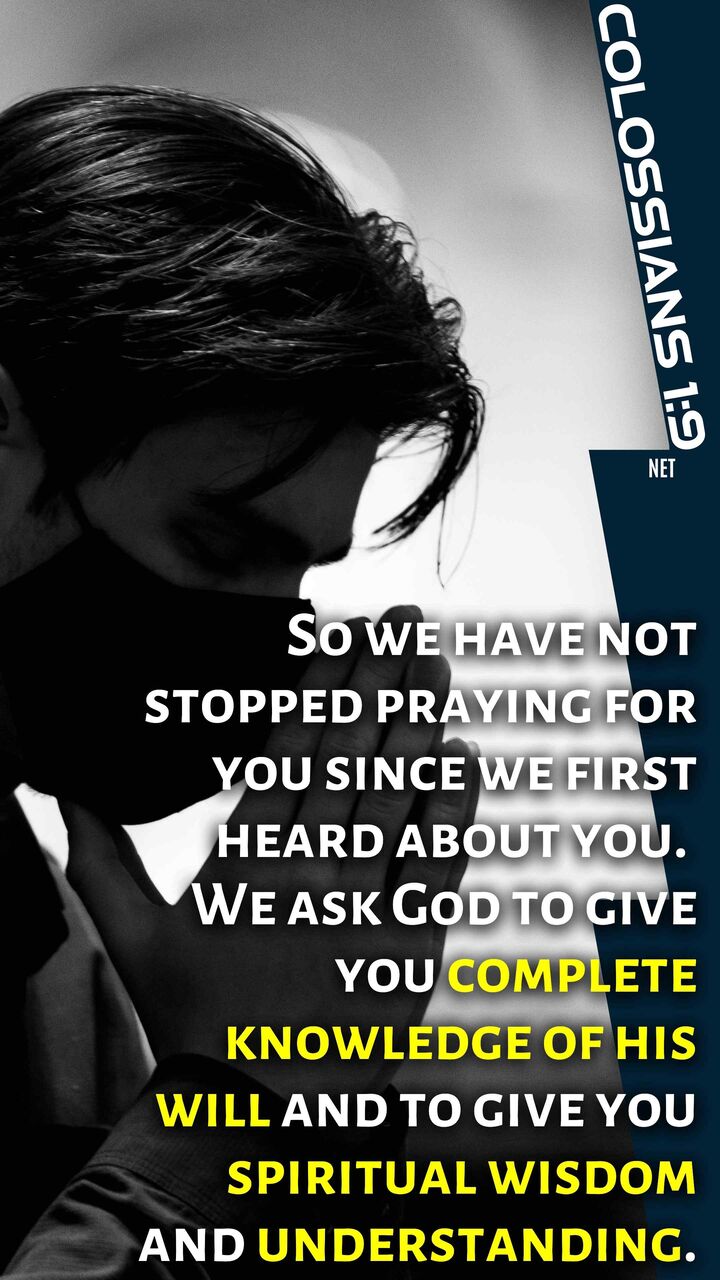 COLOSSIANS 1:9
NET
So we have not
stopped praying for
you since we first
heard about you.
We ask God to give
you complete
knowledge of his
will and to give you
spiritual wisdom
and understanding.